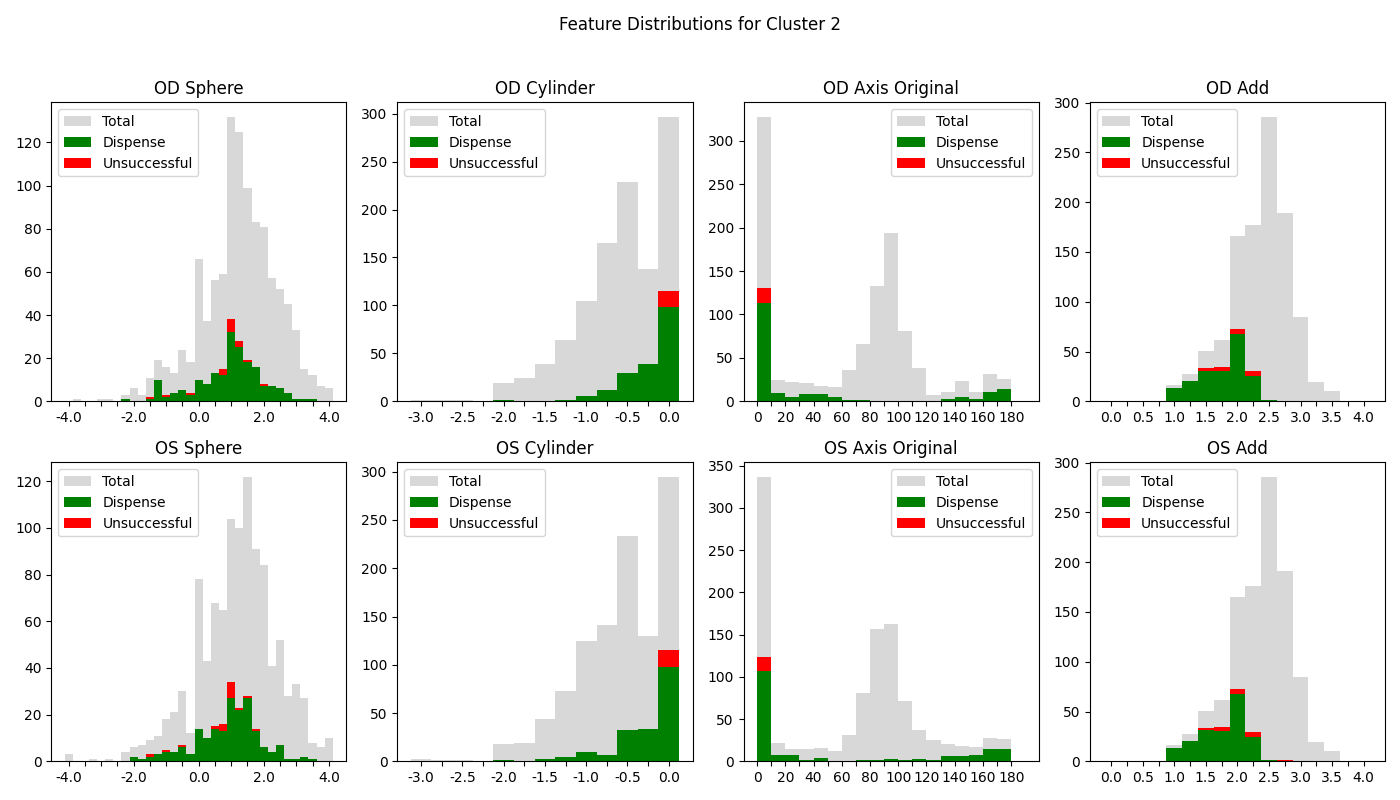 Feature Distributions for Cluster 2
OD Sphere
Total
Dispense
Unsuccessful
0
20
40
60
80
100
120
-4.0 -2.0 0.0 2.0 4.0
OD Cylinder
Total
Dispense
Unsuccessful
0
50
100
150
200
250
300
-3.0 -2.5 -2.0 -1.5 -1.0 -0.5 0.0
OD Axis Original
Total
Dispense
Unsuccessful
0
50
100
150
200
250
300
0 20 40 60 80 100 120 140 160 180
OD Add
Total
Dispense
Unsuccessful
0
50
100
150
200
250
300
0.0 0.5 1.0 1.5 2.0 2.5 3.0 3.5 4.0
OS Sphere
Total
Dispense
Unsuccessful
0
20
40
60
80
100
120
-4.0 -2.0 0.0 2.0 4.0
OS Cylinder
Total
Dispense
Unsuccessful
0
50
100
150
200
250
300
-3.0 -2.5 -2.0 -1.5 -1.0 -0.5 0.0
OS Axis Original
Total
Dispense
Unsuccessful
0
50
100
150
200
250
300
350
0 20 40 60 80 100 120 140 160 180
OS Add
Total
Dispense
Unsuccessful
0
50
100
150
200
250
300
0.0 0.5 1.0 1.5 2.0 2.5 3.0 3.5 4.0